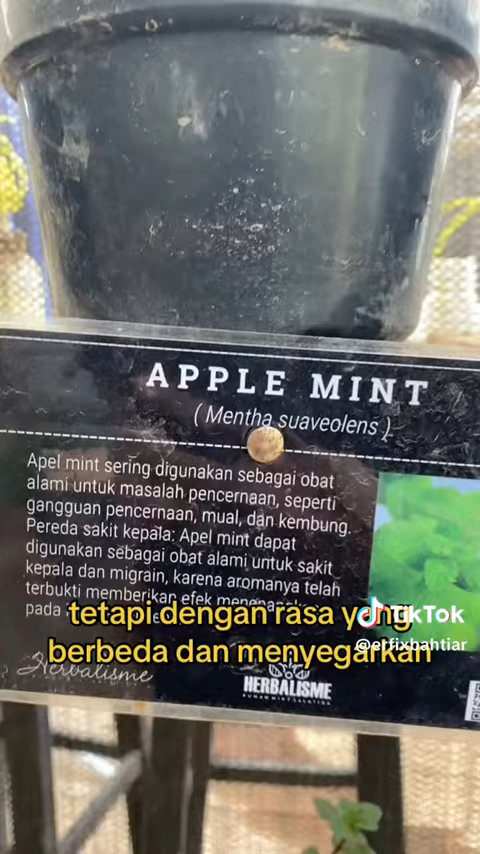 APPLE MINT
( Mentha suaveolens )
Apel mint sering digunakan sebagai obat
alami untuk masalah pencernaan, seperti
gangguan pencernaan, mual, dan kembung.
Pereda sakit kepala: Apel mint dapat
digunakan sebagai obat alami untuk sakit
kepala dan migrain, karena aromanya telah
terbukti memberikan efek
pada
tetapi dengan rasa yang
berbeda dan menyegarkan
TikTok
@erfixbahtiar
Herbalisme
HERBALISME